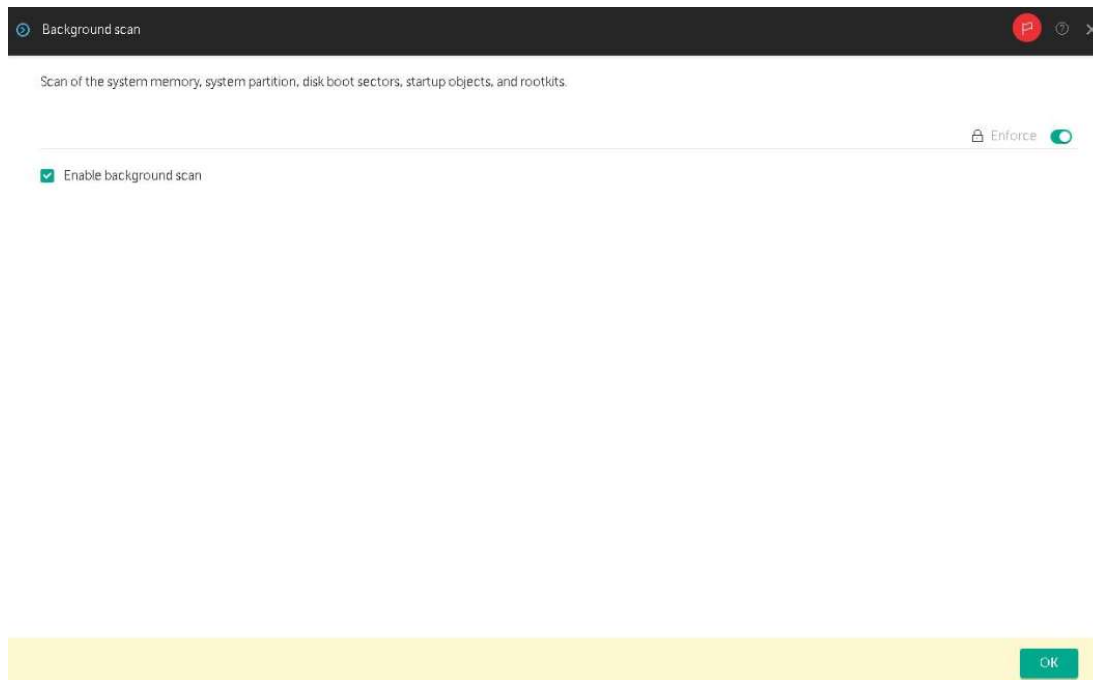 Background scan
Scan of the system memory, system partition, disk boot sectors, startup objects, and rootkits.
Enforce
Enable background scan
OK